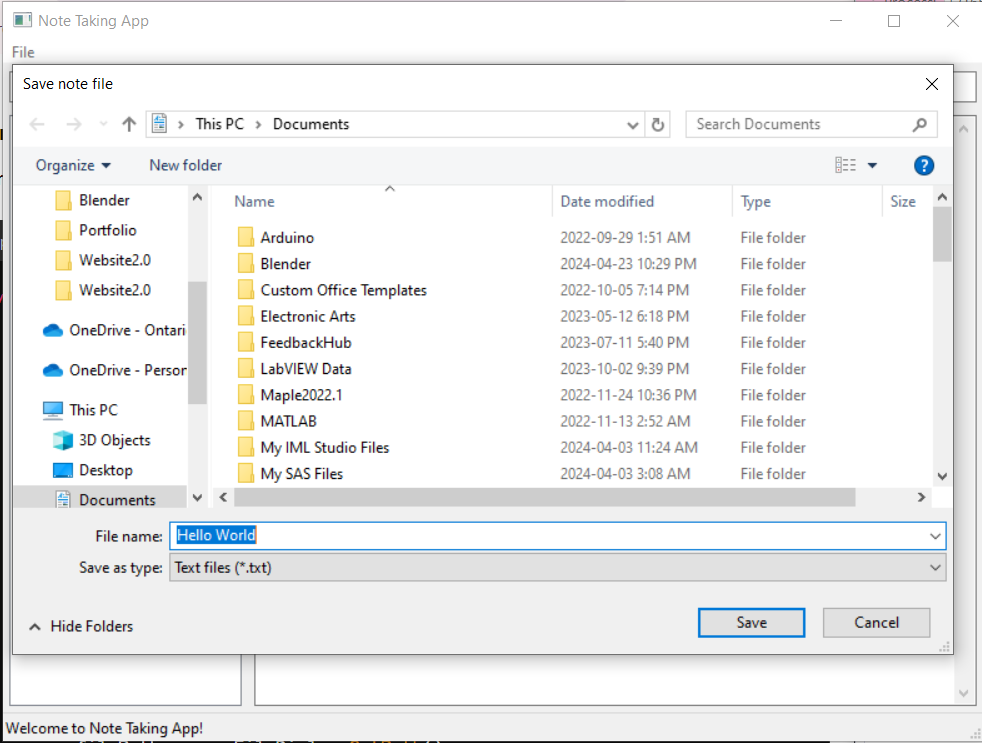 Note Taking App
File
Save note file
This PC > Documents
Search Documents
Organize
New folder
?
Name Date modified Type Size
Blender
Portfolio
Website2.0
Website2.0
OneDrive - Ontari
OneDrive - Person
This PC
3D Objects
Desktop
Documents
Arduino 2022-09-29 1:51 AM File folder
Blender 2024-04-23 10:29 PM File folder
Custom Office Templates 2022-10-05 7:14 PM File folder
Electronic Arts 2023-05-12 6:18 PM File folder
FeedbackHub 2023-07-11 5:40 PM File folder
LabVIEW Data 2023-10-02 9:39 PM File folder
Maple2022.1 2022-11-24 10:36 PM File folder
MATLAB 2022-11-13 2:52 AM File folder
My IML Studio Files 2024-04-03 11:24 AM File folder
My SAS Files 2024-04-03 3:08 AM File folder
File name: Hello World
Save as type: Text files (*.txt)
Hide Folders
Save
Cancel
Welcome to Note Taking App!